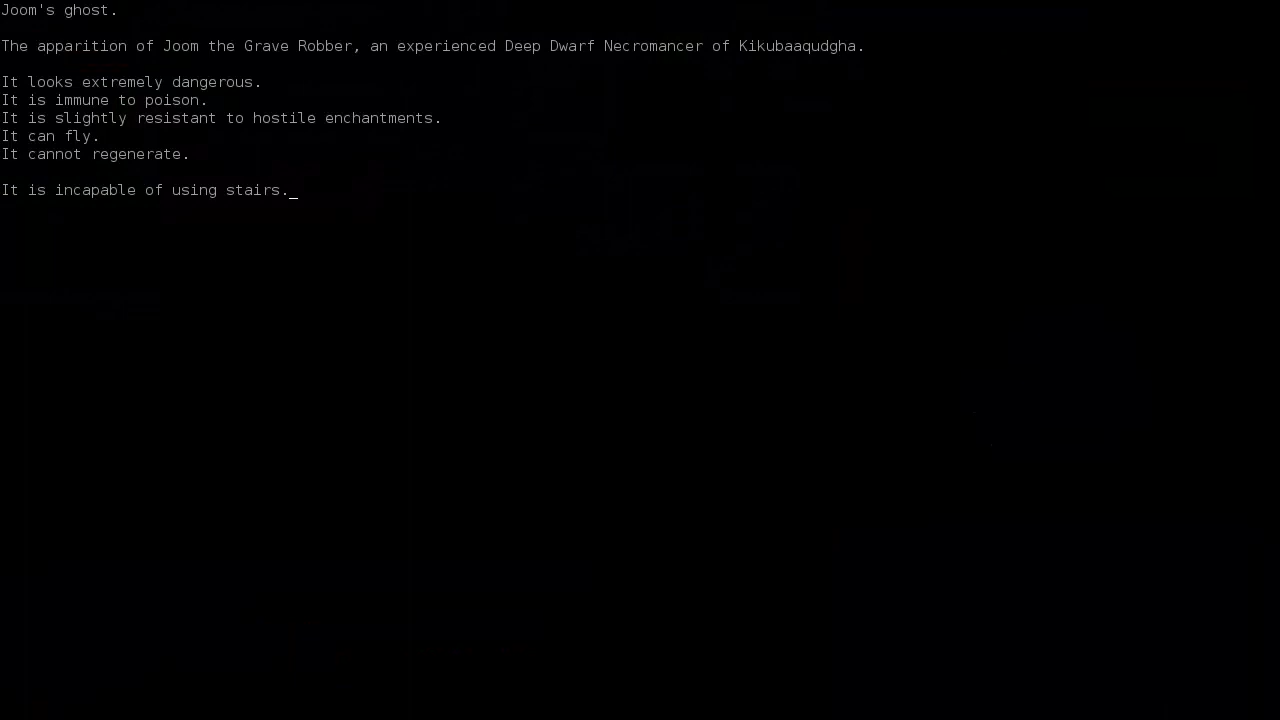 Joom's ghost.
The apparition of Joom the Grave Robber, an experienced Deep Dwarf Necromancer of Kikubaaqudgha.
It looks extremely dangerous.
It is immune to poison.
It is slightly resistant to hostile enchantments.
It can fly.
It cannot regenerate.
It is incapable of using stairs._